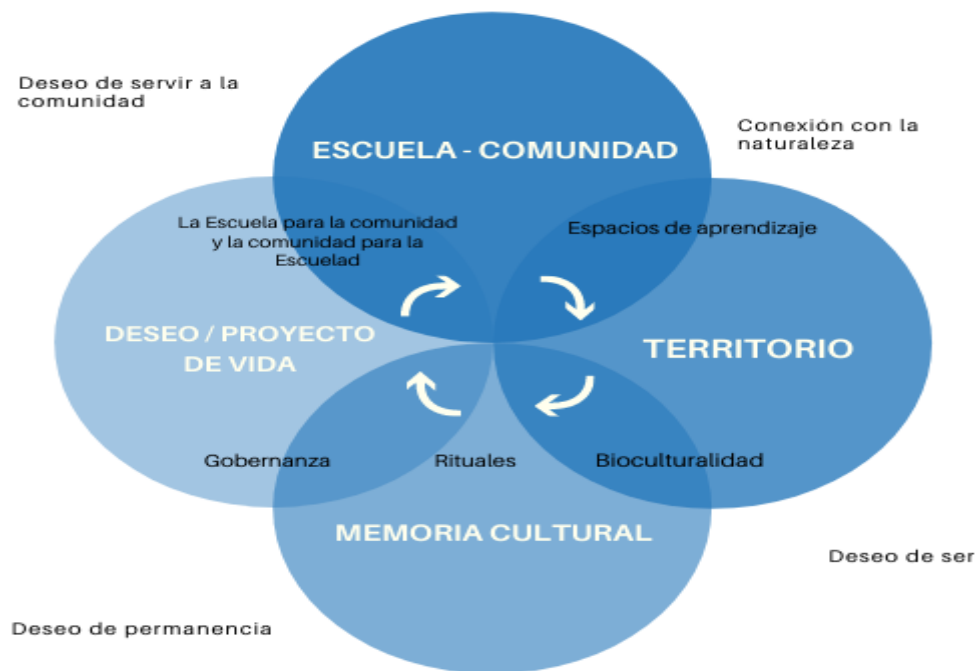 Deseo de servir a la
comunidad
Conexión con la
naturaleza
ESCUELA - COMUNIDAD
La Escuela para la comunidad
y la comunidad para la
Escuelad
Espacios de aprendizaje
DESEO / PROYECTO
DE VIDA
TERRITORIO
Gobernanza
Rituales
Bioculturalidad
MEMORIA CULTURAL
Deseo de ser
Deseo de permanencia